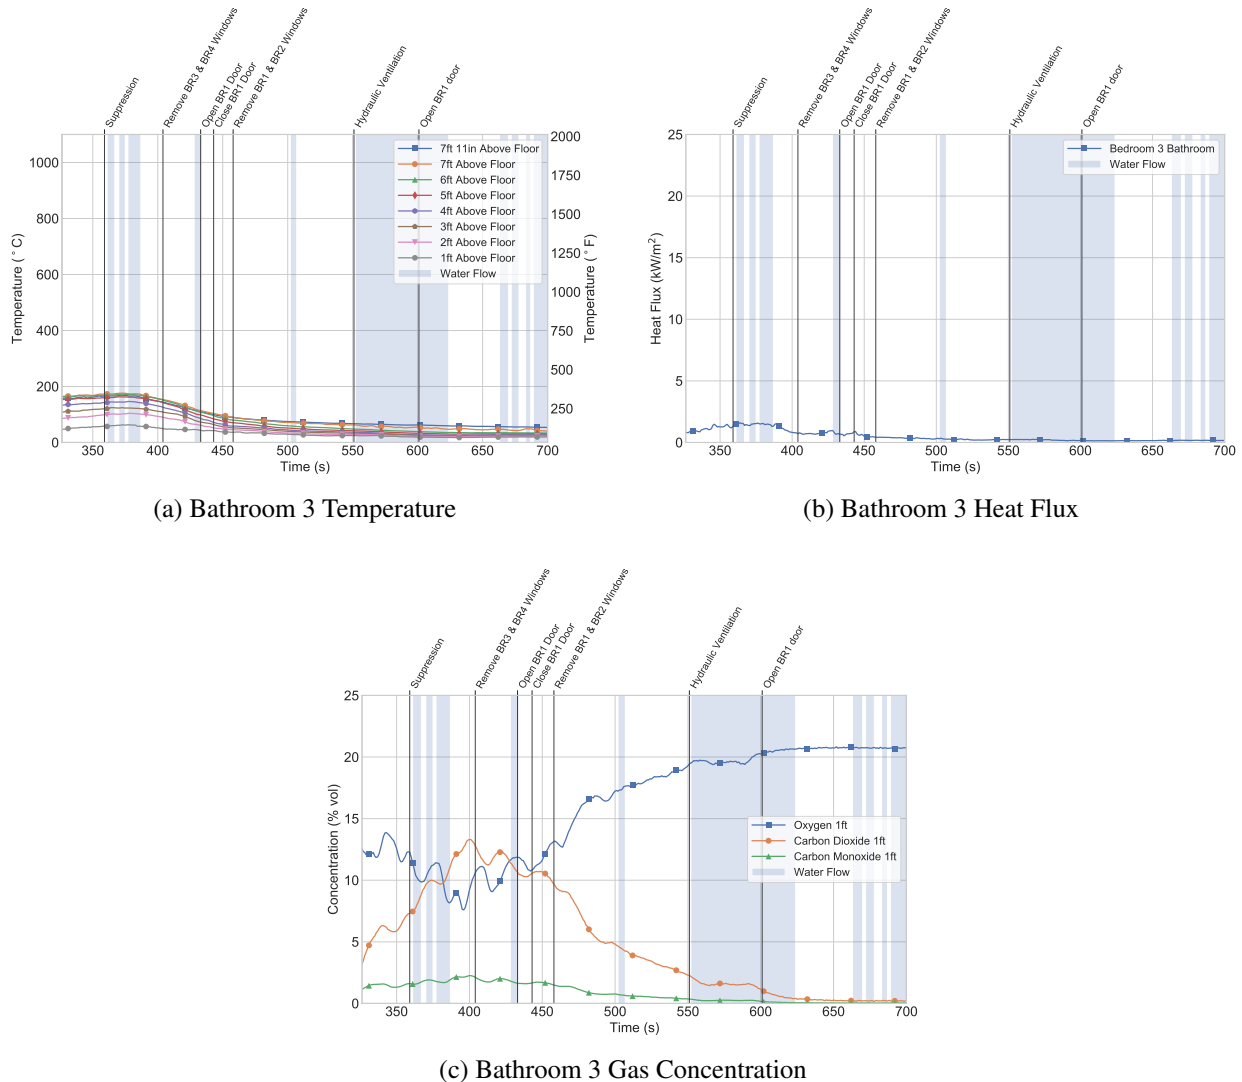 Suppression
Remove BR3 & BR4 Windows
Open BR1 Door
Close BR1 Door
Remove BR1 & BR2 Windows
Hydraulic Ventilation
Open BR1 door
1000
800
600
400
200
0
Temperature (°C)
2000
1750
1500
1250
1000
750
500
250
Temperature (°F)
7ft 11in Above Floor
7ft Above Floor
6ft Above Floor
5ft Above Floor
4ft Above Floor
3ft Above Floor
2ft Above Floor
1ft Above Floor
Water Flow
350 400 450 500 550 600 650 700
Time (s)
(a) Bathroom 3 Temperature
Suppression
Remove BR3 & BR4 Windows
Open BR1 Door
Close BR1 Door
Remove BR1 & BR2 Windows
Hydraulic Ventilation
Open BR1 door
25
20
15
10
5
0
Heat Flux (kW/m²)
Bedroom 3 Bathroom
Water Flow
350 400 450 500 550 600 650 700
Time (s)
(b) Bathroom 3 Heat Flux
Suppression
Remove BR3 & BR4 Windows
Open BR1 Door
Close BR1 Door
Remove BR1 & BR2 Windows
Hydraulic Ventilation
Open BR1 door
25
20
15
10
5
0
Concentration (% vol)
Oxygen 1ft
Carbon Dioxide 1ft
Carbon Monoxide 1ft
Water Flow
350 400 450 500 550 600 650 700
Time (s)
(c) Bathroom 3 Gas Concentration